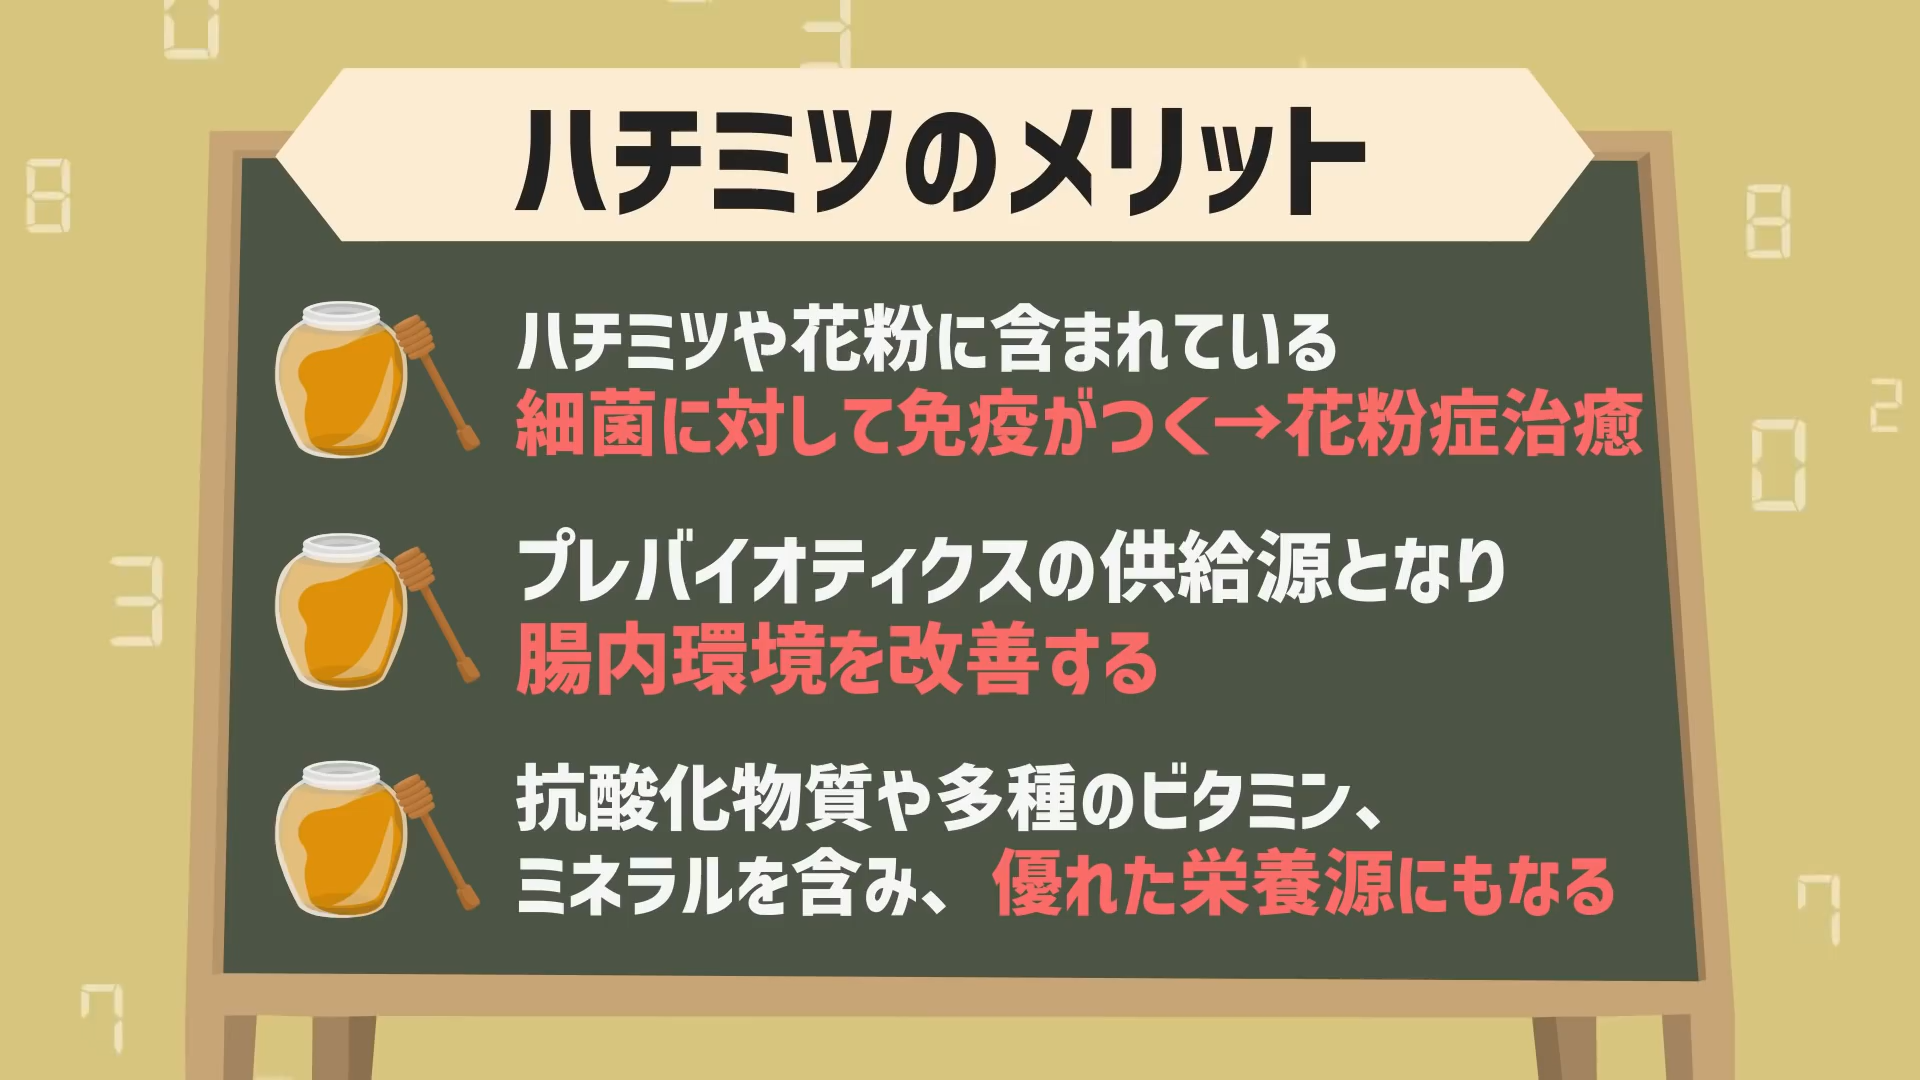 ハチミツのメリット
ハチミツや花粉に含まれている
細菌に対して免疫がつく→花粉症治癒
プレバイオティクスの供給源となり
腸内環境を改善する
抗酸化物質や多種のビタミン、
ミネラルを含み、優れた栄養源にもなる